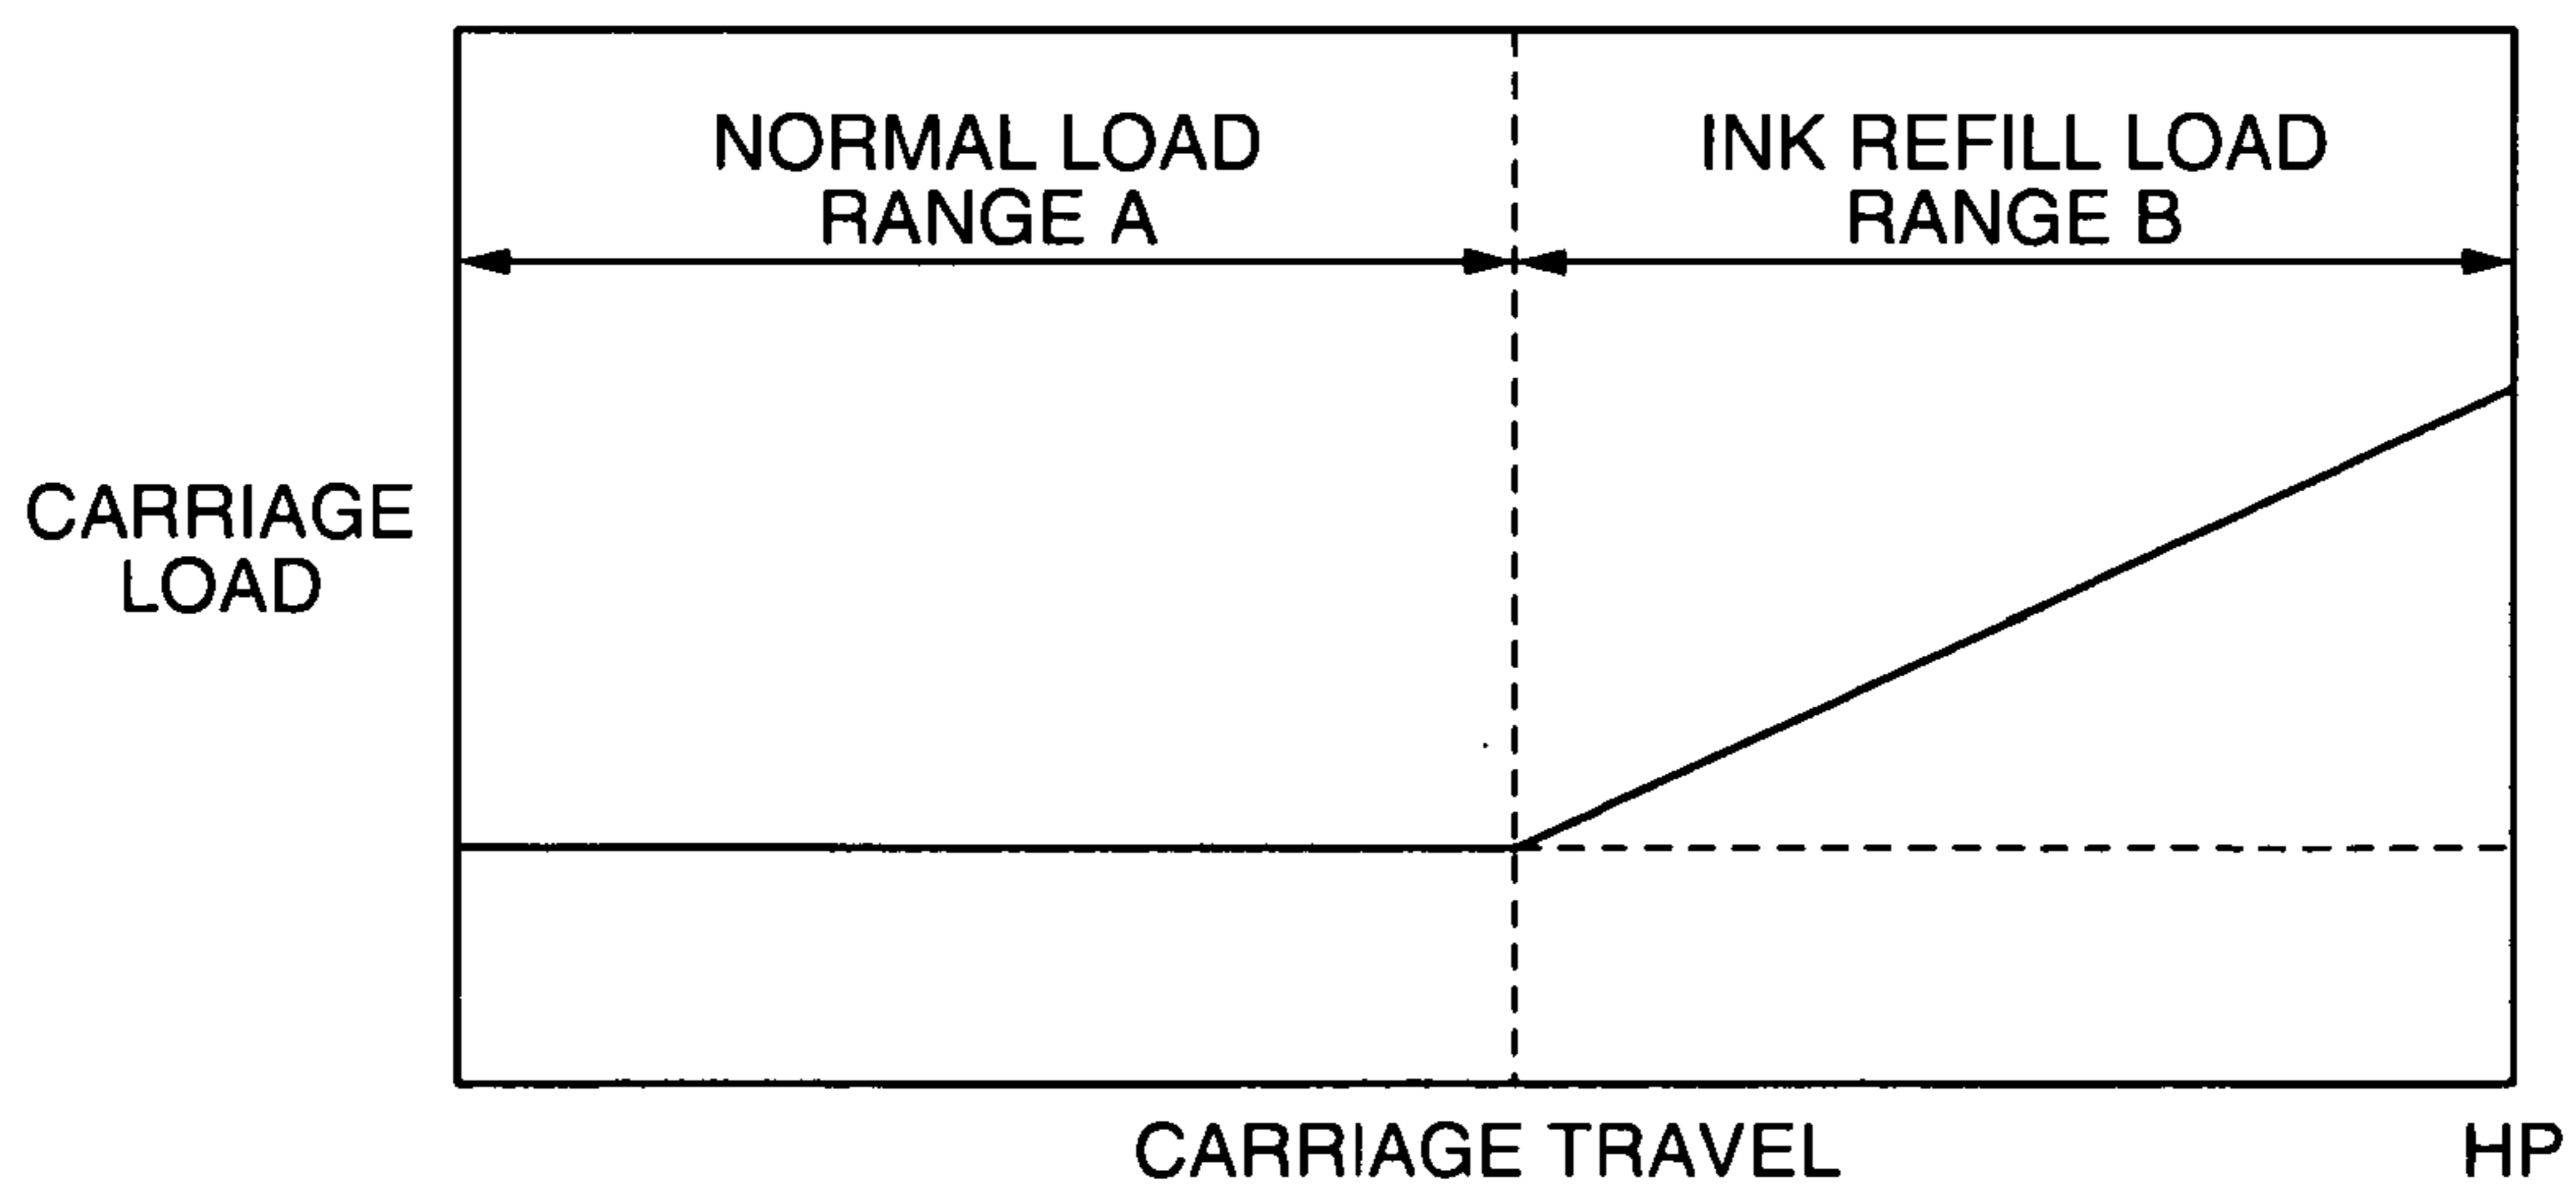 NORMAL LOAD
RANGE A
INK REFILL LOAD
RANGE B
CARRIAGE
LOAD
CARRIAGE TRAVEL
HP